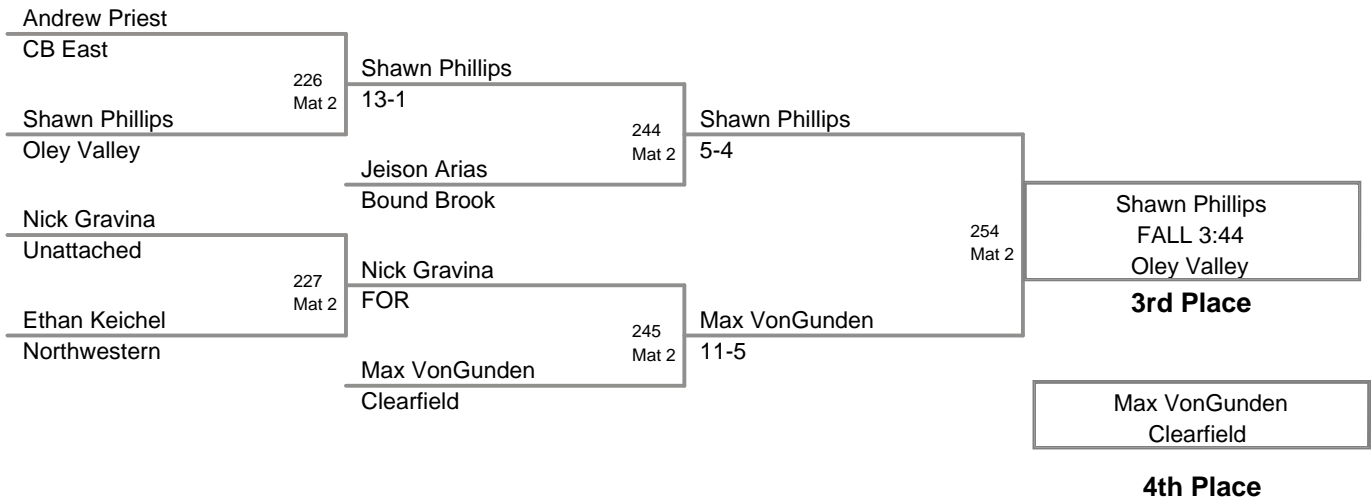 Andrew Priest
CB East
226
Mat 2
Shawn Phillips
Oley Valley
Shawn Phillips
13-1
244
Mat 2
Jeison Arias
Bound Brook
Shawn Phillips
5-4
Nick Gravina
Unattached
227
Mat 2
Ethan Keichel
Northwestern
Nick Gravina
FOR
245
Mat 2
Max VonGunden
Clearfield
Max VonGunden
11-5
254
Mat 2
Shawn Phillips
FALL 3:44
Oley Valley
3rd Place
Max VonGunden
Clearfield
4th Place